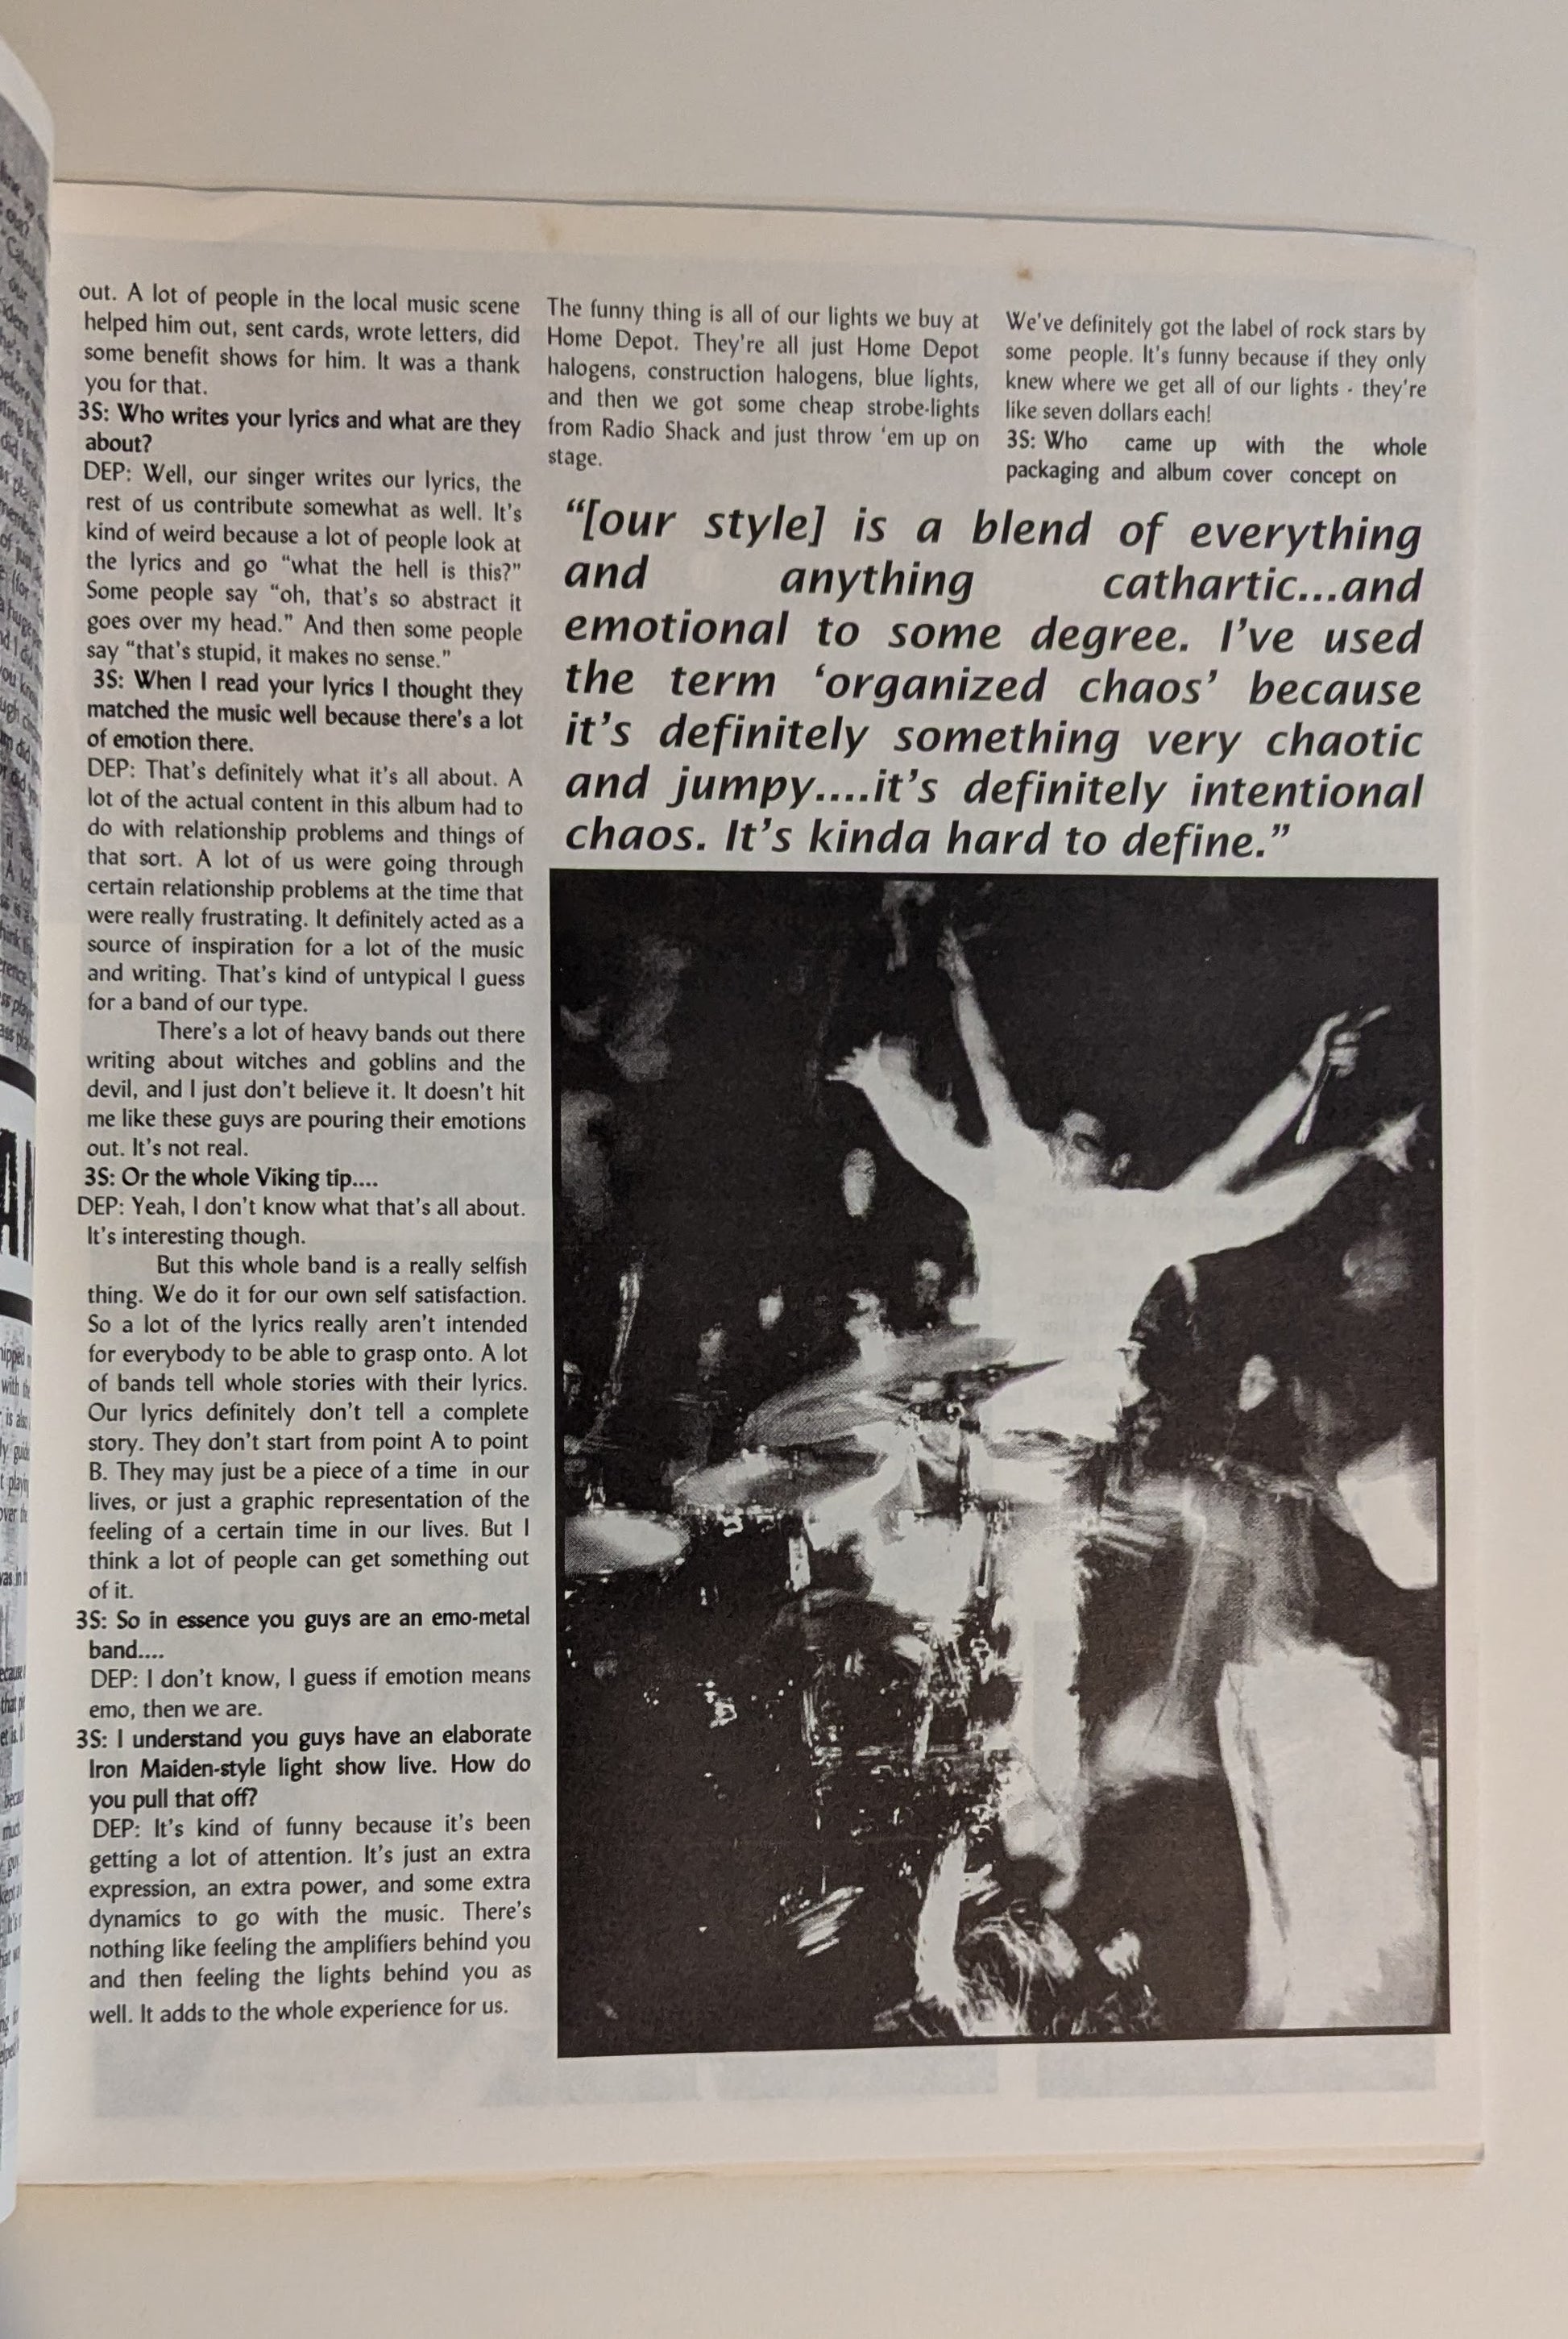 out. A lot of people in the local music scene
helped him out, sent cards, wrote letters, did
some benefit shows for him. It was a thank
you for that.
3S: Who writes your lyrics and what are they
about?
DEP: Well, our singer writes our lyrics, the
rest of us contribute somewhat as well. It's
kind of weird because a lot of people look at
the lyrics and go “what the hell is this?”
Some people say “oh, that's so abstract it
goes over my head.” And then some people
say “that's stupid, it makes no sense.”
3S: When I read your lyrics I thought they
matched the music well because there's a lot
of emotion there.
DEP: That's definitely what it's all about. A
lot of the actual content in this album had to
do with relationship problems and things of
that sort. A lot of us were going through
certain relationship problems at the time that
were really frustrating. It definitely acted as a
source of inspiration for a lot of the music
and writing. That's kind of untypical I guess
for a band of our type.
There's a lot of heavy bands out there
writing about witches and goblins and the
devil, and I just don't believe it. It doesn't hit
me like these guys are pouring their emotions
out. It's not real.
3S: Or the whole Viking tip....
DEP: Yeah, I don't know what that's all about.
It's interesting though.
But this whole band is a really selfish
thing. We do it for our own self satisfaction.
So a lot of the lyrics really aren't intended
for everybody to be able to grasp onto. A lot
of bands tell whole stories with their lyrics.
Our lyrics definitely don't tell a complete
story. They don't start from point A to point
B. They may just be a piece of a time in our
lives, or just a graphic representation of the
feeling of a certain time in our lives. But I
think a lot of people can get something out
of it.
3S: So in essence you guys are an emo-metal
band....
DEP: I don't know, I guess if emotion means
emo, then we are.
3S: I understand you guys have an elaborate
Iron Maiden-style light show live. How do
you pull that off?
DEP: It's kind of funny because it's been
getting a lot of attention. It's just an extra
expression, an extra power, and some extra
dynamics to go with the music. There's
nothing like feeling the amplifiers behind you
and then feeling the lights behind you as
well. It adds to the whole experience for us.
The funny thing is all of our lights we buy at
Home Depot. They're all just Home Depot
halogens, construction halogens, blue lights,
and then we got some cheap strobe-lights
from Radio Shack and just throw ‘em up on
stage.
We've definitely got the label of rock stars by
some people. It's funny because if they only
knew where we get all of our lights - they're
like seven dollars each!
3S: Who came up with the whole
packaging and album cover concept on
“[our style] is a blend of everything
and anything cathartic...and
emotional to some degree. I’ve used
the term ‘organized chaos’ because
it’s definitely something very chaotic
and jumpy....it’s definitely intentional
chaos. It’s kinda hard to define.”